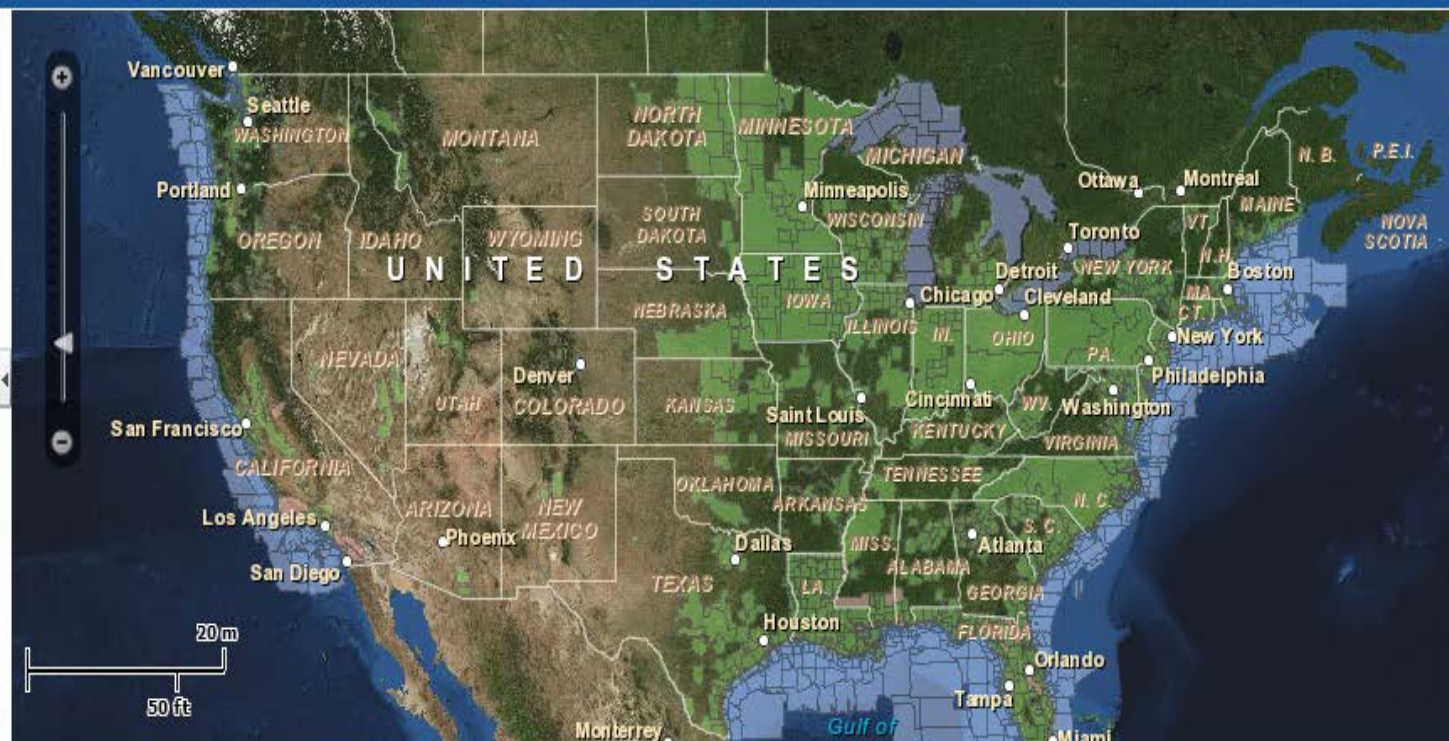 Vancouver
Seattle
WASHINGTON
Portland
OREGON
IDAHO
MONTANA
WYOMING
NORTH
DAKOTA
SOUTH
DAKOTA
MINNESOTA
Minneapolis
WISCONSIN
MICHIGAN
Ottawa
Montréal
N. B.
P.E.I.
MAINE
NOVA
SCOTIA
VT.
N.H.
Toronto
NEW YORK
Boston
MA.
CT.
UNITED STATES
NEBRASKA
IOWA
ILLINOIS
Chicago
Detroit
Cleveland
IN.
OHIO
PA.
New York
Philadelphia
NEVADA
UTAH
Denver
COLORADO
KANSAS
Saint Louis
MISSOURI
Cincinnati
KENTUCKY
WV.
Washington
VIRGINIA
San Francisco
CALIFORNIA
Los Angeles
San Diego
ARIZONA
Phoenix
NEW
MEXICO
OKLAHOMA
ARKANSAS
TENNESSEE
N. C.
S. C.
Atlanta
MISS.
ALABAMA
GEORGIA
Dallas
TEXAS
LA.
Houston
FLORIDA
Orlando
Tampa
Miami
Monterrey
Gulf of
20 m
50 ft